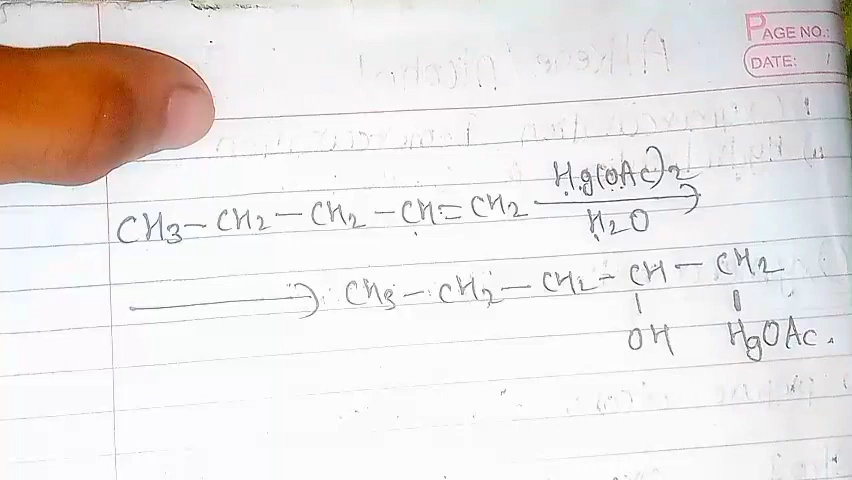 PAGE NO.:
DATE: /
CH3 - CH2 - CH2 - CH = CH2 Hg(OAc)2
H2O
CH3 - CH2 - CH2 - CH - CH2
OH HgOAc.